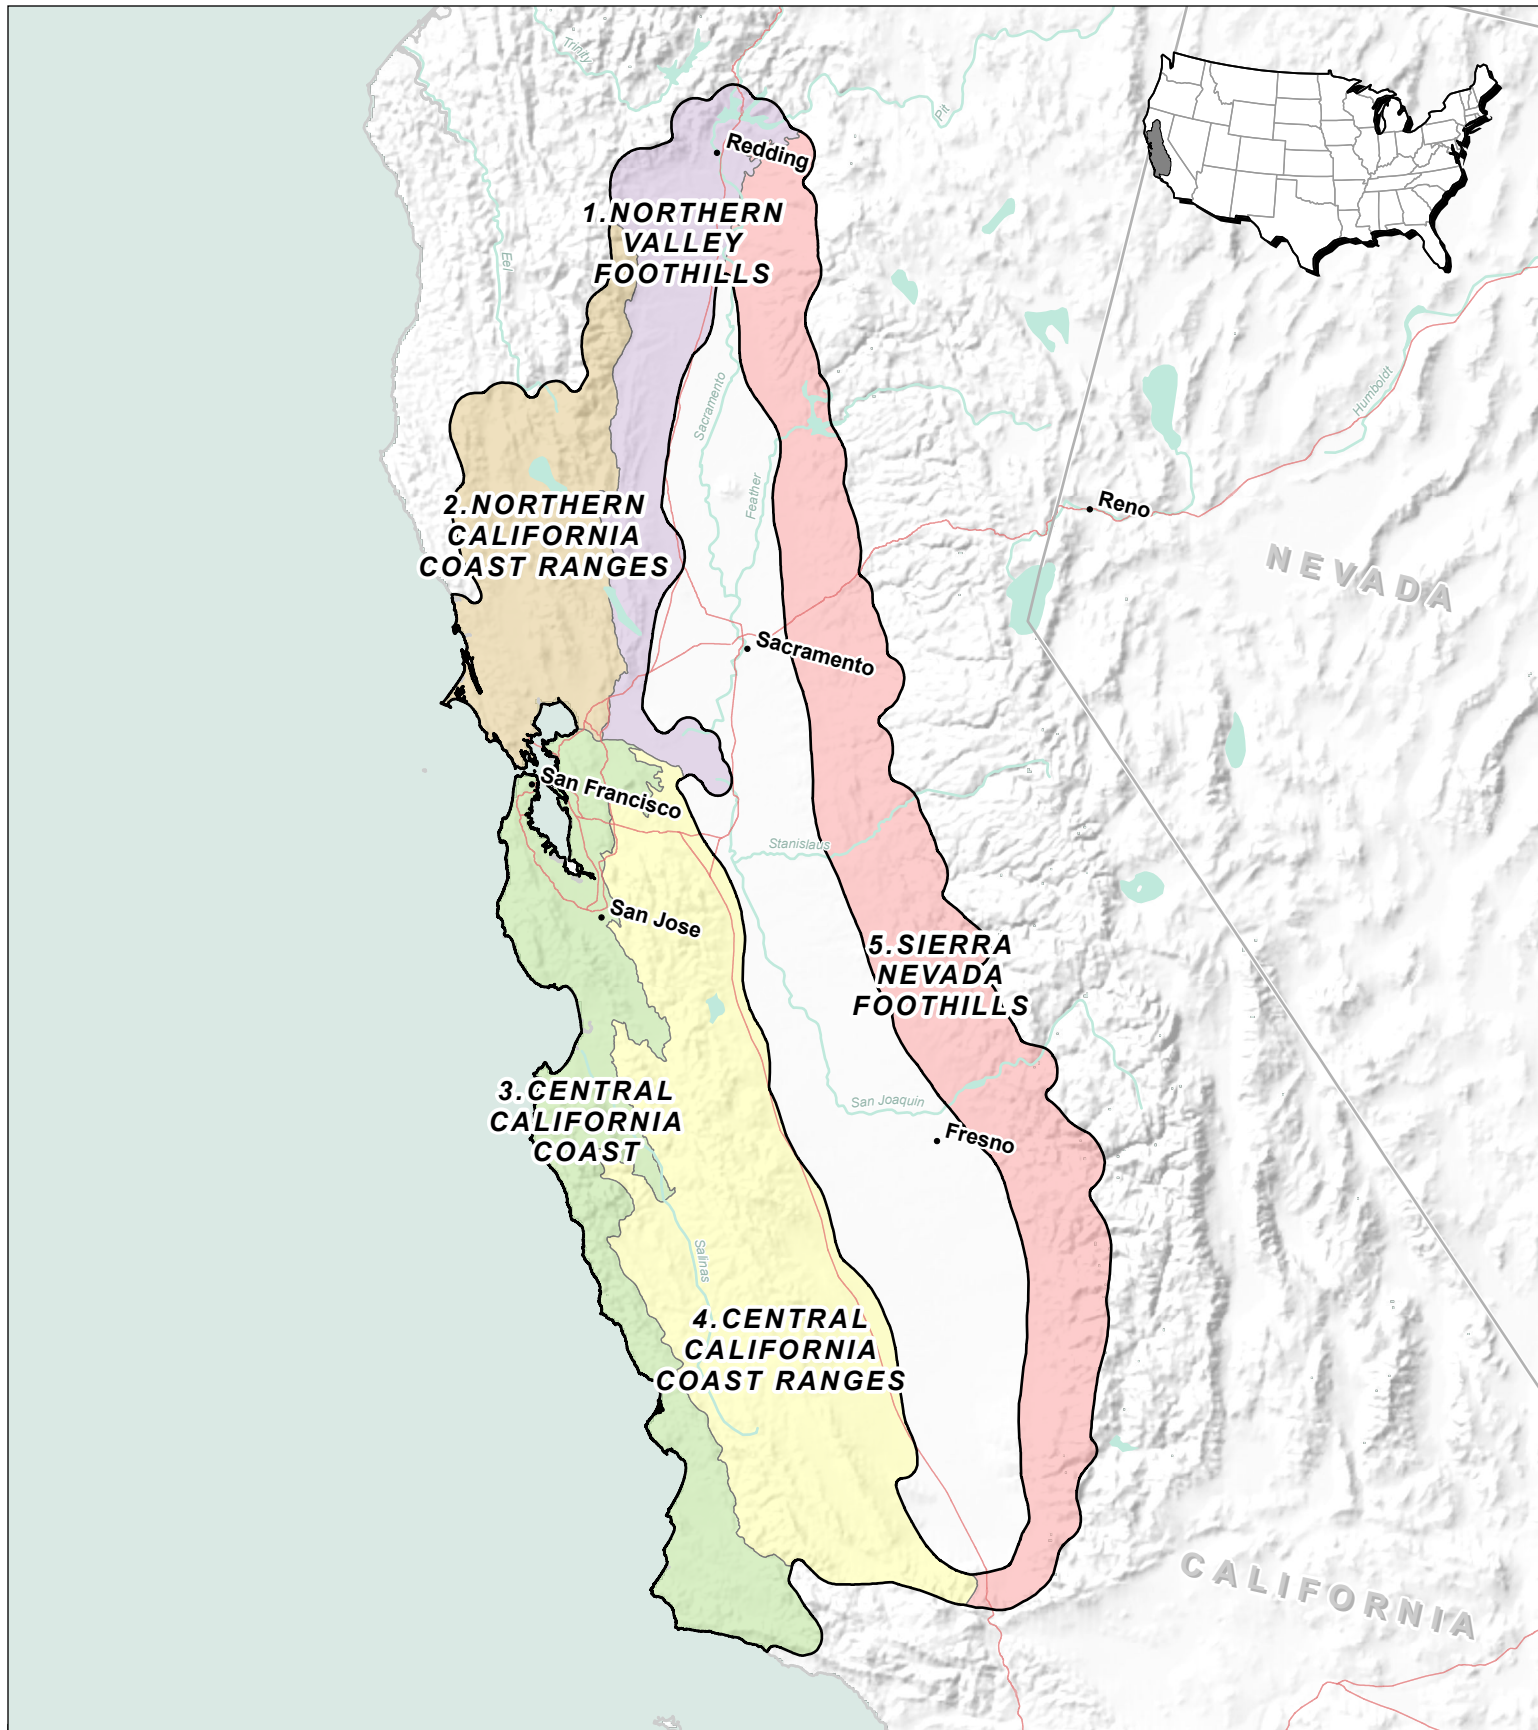 Trinity
Pit
Redding
1.NORTHERN
VALLEY
FOOTHILLS
Eel
Sacramento
Humboldt
Feather
2.NORTHERN
CALIFORNIA
COAST RANGES
Reno
NEVADA
Sacramento
San Francisco
Stanislaus
San Jose
5.SIERRA
NEVADA
FOOTHILLS
3.CENTRAL
CALIFORNIA
COAST
San Joaquin
Fresno
Salinas
4.CENTRAL
CALIFORNIA
COAST RANGES
CALIFORNIA